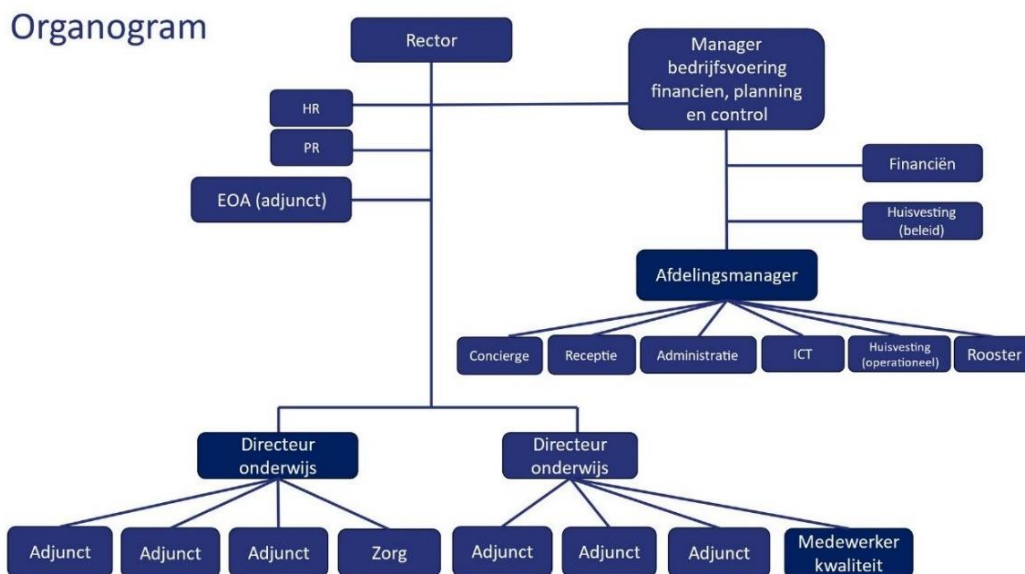 Organogram
Rector
Manager
bedrijfsvoering
financien, planning
en control
HR
PR
EOA (adjunct)
Financiën
Huisvesting
(beleid)
Afdelingsmanager
Concierge
Receptie
Administratie
ICT
Huisvesting
(operationeel)
Rooster
Directeur
onderwijs
Directeur
onderwijs
Adjunct
Adjunct
Adjunct
Zorg
Adjunct
Adjunct
Adjunct
Medewerker
kwaliteit